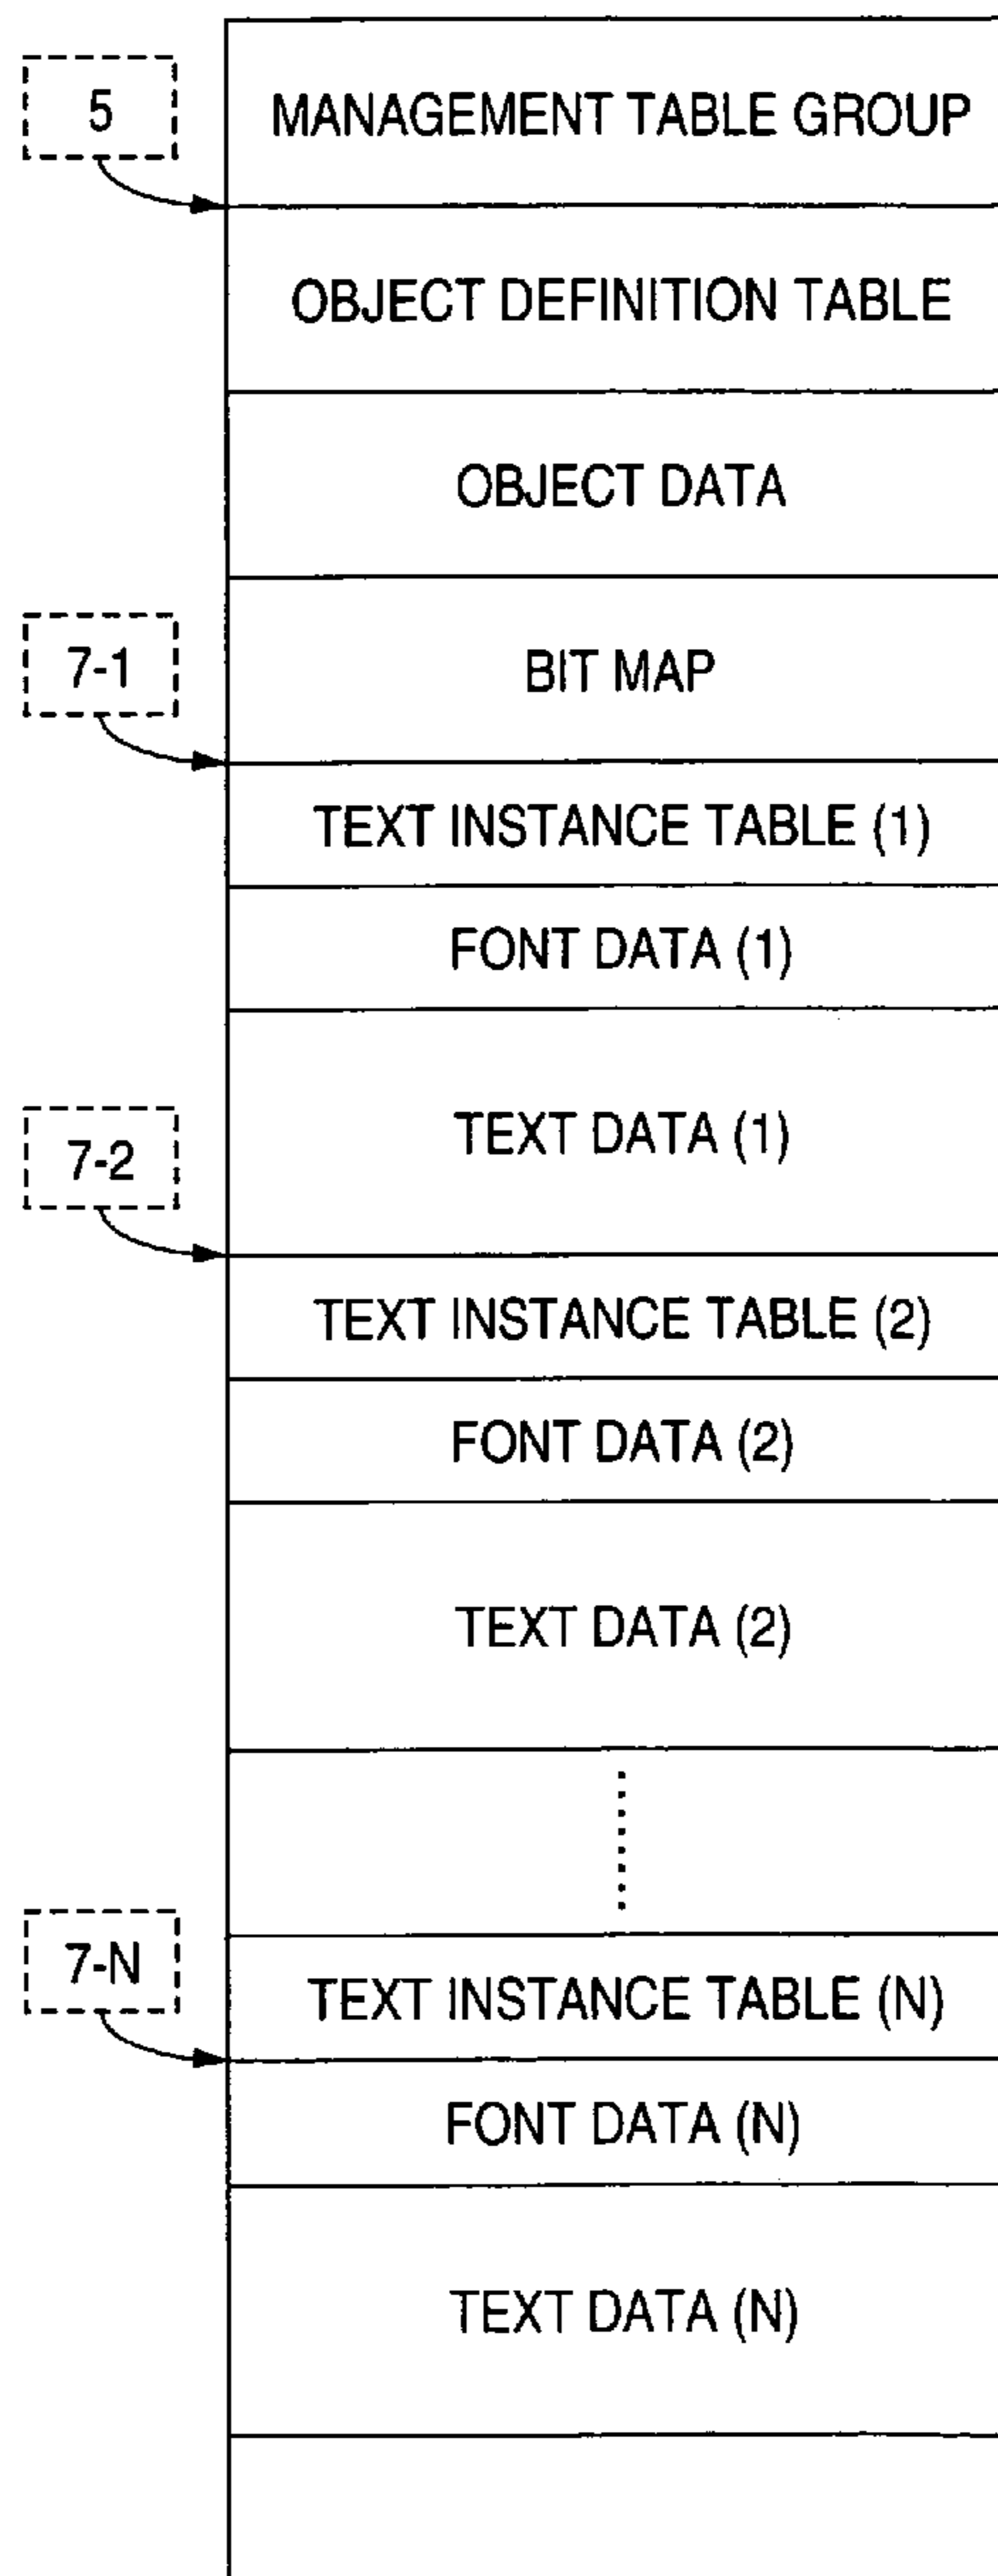 5
MANAGEMENT TABLE GROUP
OBJECT DEFINITION TABLE
OBJECT DATA
7-1
BIT MAP
TEXT INSTANCE TABLE (1)
FONT DATA (1)
7-2
TEXT DATA (1)
TEXT INSTANCE TABLE (2)
FONT DATA (2)
TEXT DATA (2)
7-N
TEXT INSTANCE TABLE (N)
FONT DATA (N)
TEXT DATA (N)